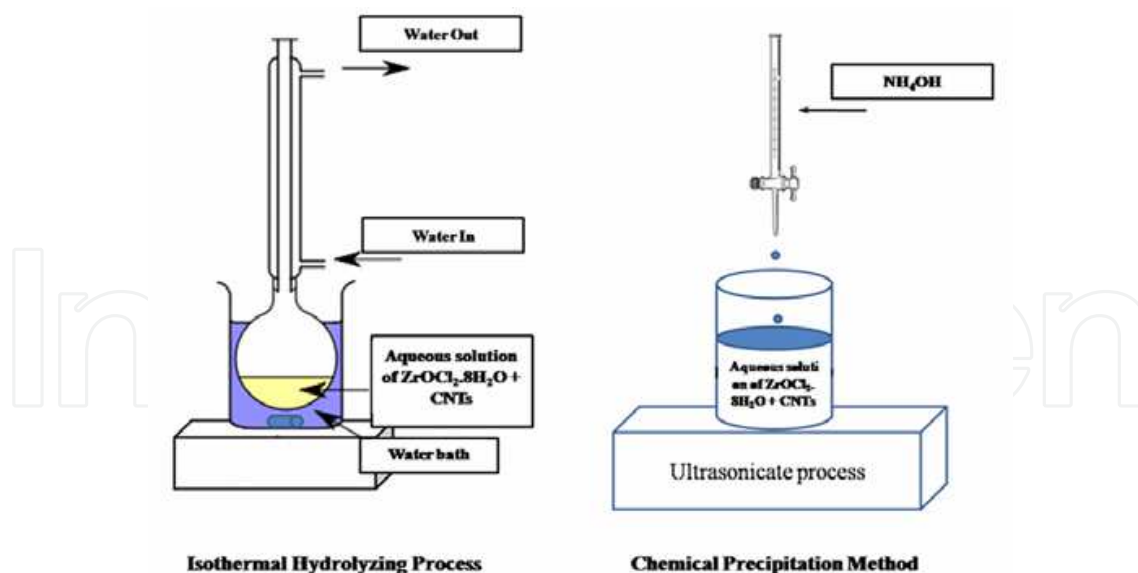 Water Out
Water In
Aqueous solution
of ZrOCl₂.8H₂O +
CNTs
Water bath
Isothermal Hydrolyzing Process
NH₄OH
Aqueous soluti
on of ZrOCl₂.
8H₂O + CNTs
Ultrasonicate process
Chemical Precipitation Method